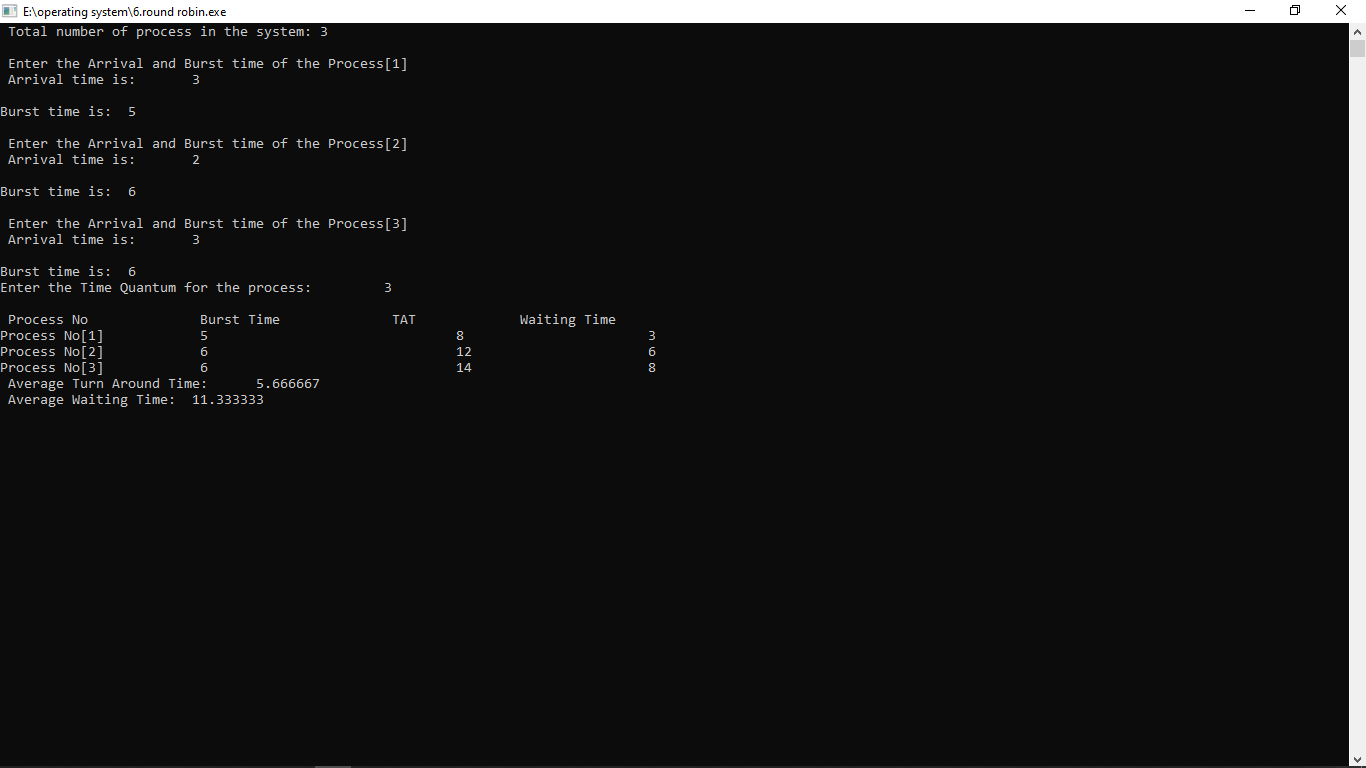 E:\operating system\6.round robin.exe
Total number of process in the system: 3
Enter the Arrival and Burst time of the Process[1]
Arrival time is: 3
Burst time is: 5
Enter the Arrival and Burst time of the Process[2]
Arrival time is: 2
Burst time is: 6
Enter the Arrival and Burst time of the Process[3]
Arrival time is: 3
Burst time is: 6
Enter the Time Quantum for the process: 3
Process No Burst Time TAT Waiting Time
Process No[1] 5 8 3
Process No[2] 6 12 6
Process No[3] 6 14 8
Average Turn Around Time: 5.666667
Average Waiting Time: 11.333333